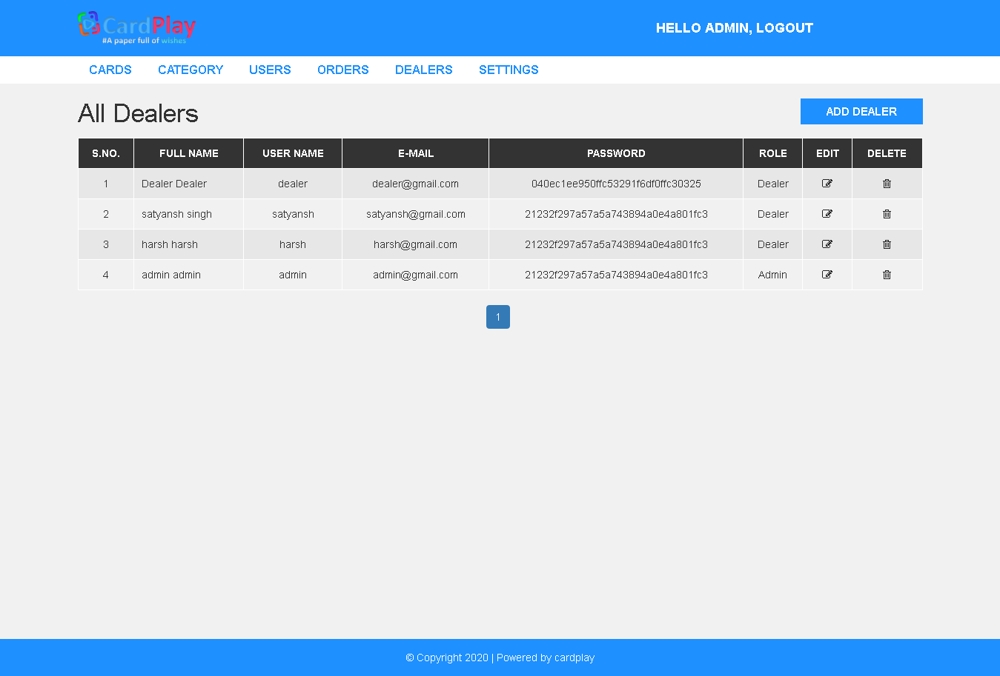 CardPlay
#A paper full of wishes
HELLO ADMIN, LOGOUT
CARDS CATEGORY USERS ORDERS DEALERS SETTINGS
All Dealers
ADD DEALER
S.NO. FULL NAME USER NAME E-MAIL PASSWORD ROLE EDIT DELETE
1 Dealer Dealer dealer dealer@gmail.com 040ec1ee950ffc53291f6df0ffc30325 Dealer
2 satyansh singh satyansh satyansh@gmail.com 21232f297a57a5a743894a0e4a801fc3 Dealer
3 harsh harsh harsh harsh@gmail.com 21232f297a57a5a743894a0e4a801fc3 Dealer
4 admin admin admin admin@gmail.com 21232f297a57a5a743894a0e4a801fc3 Admin
1
© Copyright 2020 | Powered by cardplay